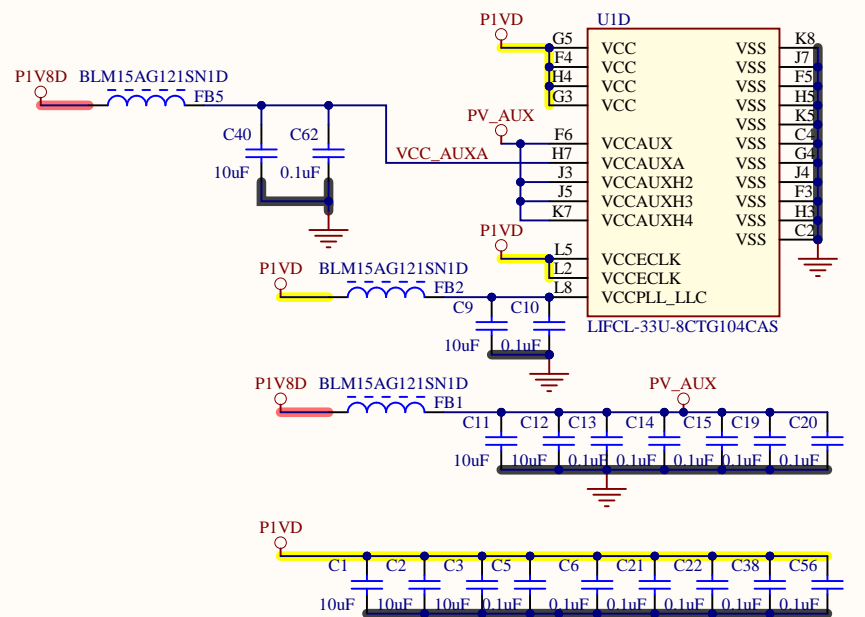 P1VD
U1D
P1V8D
BLM15AG121SN1D
FB5
C40
C62
10uF
0.1uF
VCC_AUXA
PV_AUX
P1VD
G5 VCC VSS K8
F4 VCC VSS J7
H4 VCC VSS F5
G3 VCC VSS H5
VSS K5
F6 VCCAUX VSS C4
H7 VCCAUXA VSS G4
J3 VCCAUXH2 VSS J4
J5 VCCAUXH3 VSS F3
K7 VCCAUXH4 VSS H3
VSS C2
L5 VCCECLK
L2 VCCECLK
L8 VCCPLL_LLC
LIFCL-33U-8CTG104CAS
P1VD
BLM15AG121SN1D
FB2
C9
C10
10uF
0.1uF
P1V8D
BLM15AG121SN1D
FB1
PV_AUX
C11 C12 C13 C14 C15 C19 C20
10uF 10uF 0.1uF 0.1uF 0.1uF 0.1uF 0.1uF
P1VD
C1 C2 C3 C5 C6 C21 C22 C38 C56
10uF 10uF 10uF 0.1uF 0.1uF 0.1uF 0.1uF 0.1uF 0.1uF